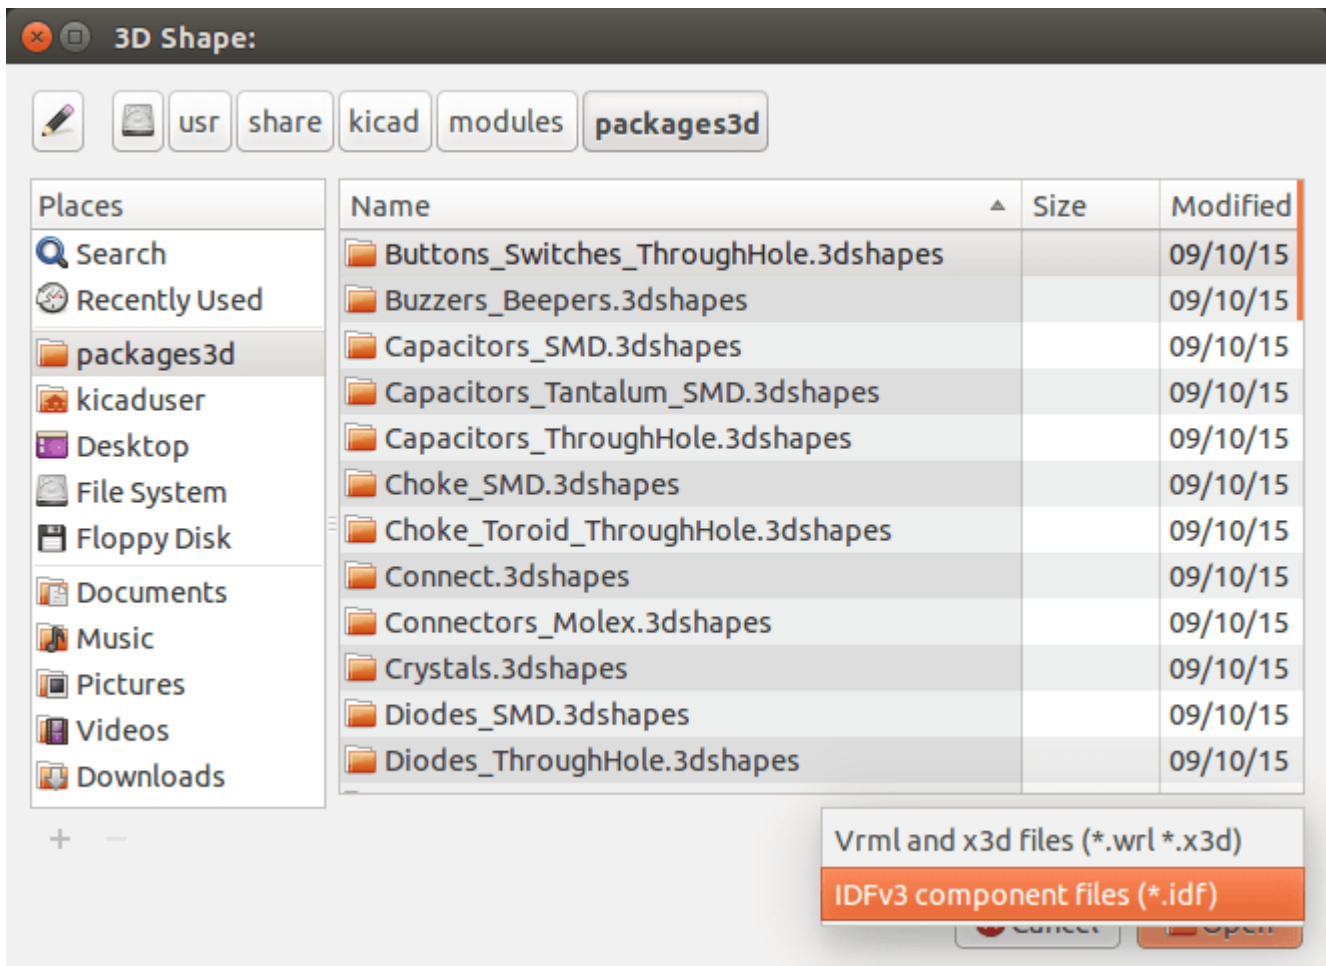 3D Shape:
usr share kicad modules packages3d
Places
Search
Recently Used
packages3d
kicaduser
Desktop
File System
Floppy Disk
Documents
Music
Pictures
Videos
Downloads
Name Size Modified
Buttons_Switches_ThroughHole.3dshapes 09/10/15
Buzzers_Beepers.3dshapes 09/10/15
Capacitors_SMD.3dshapes 09/10/15
Capacitors_Tantalum_SMD.3dshapes 09/10/15
Capacitors_ThroughHole.3dshapes 09/10/15
Choke_SMD.3dshapes 09/10/15
Choke_Toroid_ThroughHole.3dshapes 09/10/15
Connect.3dshapes 09/10/15
Connectors_Molex.3dshapes 09/10/15
Crystals.3dshapes 09/10/15
Diodes_SMD.3dshapes 09/10/15
Diodes_ThroughHole.3dshapes 09/10/15
Vrml and x3d files (*.wrl *.x3d)
IDFv3 component files (*.idf)
Cancel Open